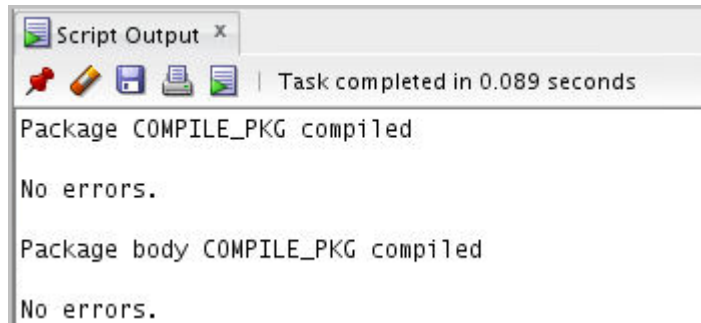 Script Output x
Task completed in 0.089 seconds
Package COMPILE_PKG compiled
No errors.
Package body COMPILE_PKG compiled
No errors.